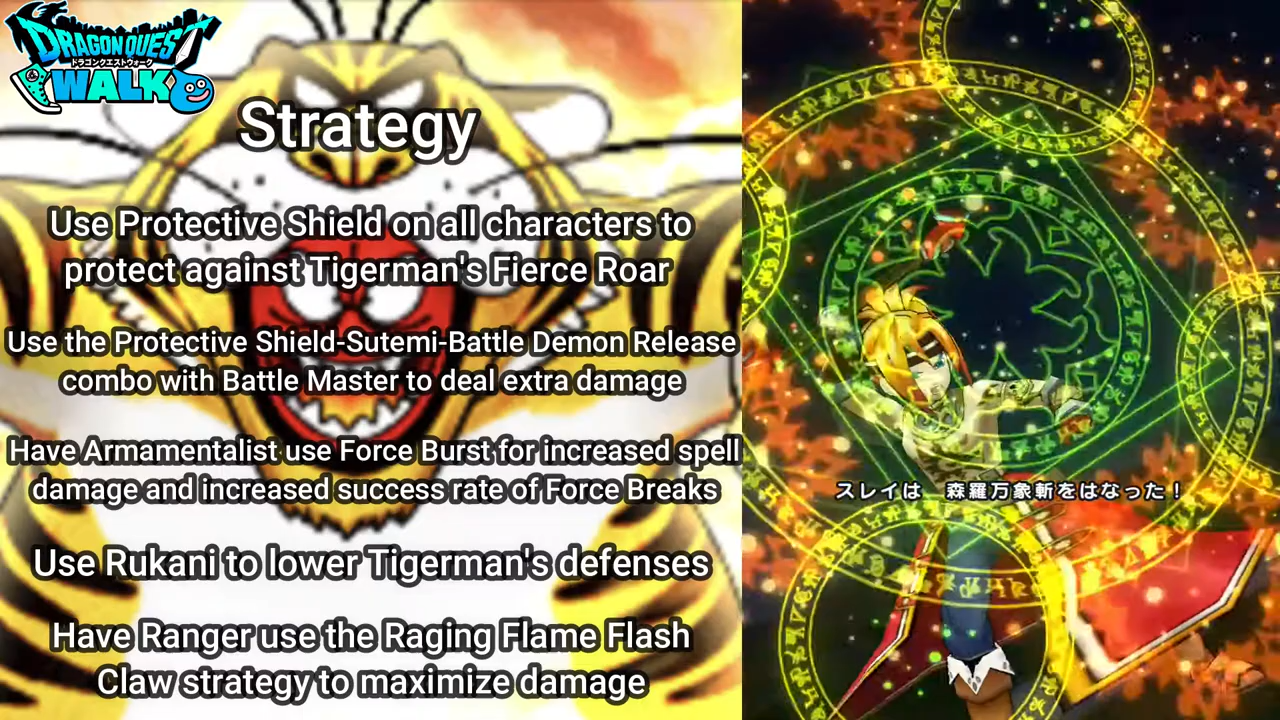 DRAGON QUEST
ドラゴンクエストウォーク
WALK
Strategy
Use Protective Shield on all characters to
protect against Tigerman's Fierce Roar
Use the Protective Shield-Sutemi-Battle Demon Release
combo with Battle Master to deal extra damage
Have Armamentalist use Force Burst for increased spell
damage and increased success rate of Force Breaks
Use Rukani to lower Tigerman's defenses
Have Ranger use the Raging Flame Flash
Claw strategy to maximize damage
スレイは 森羅万象斬をはなった!